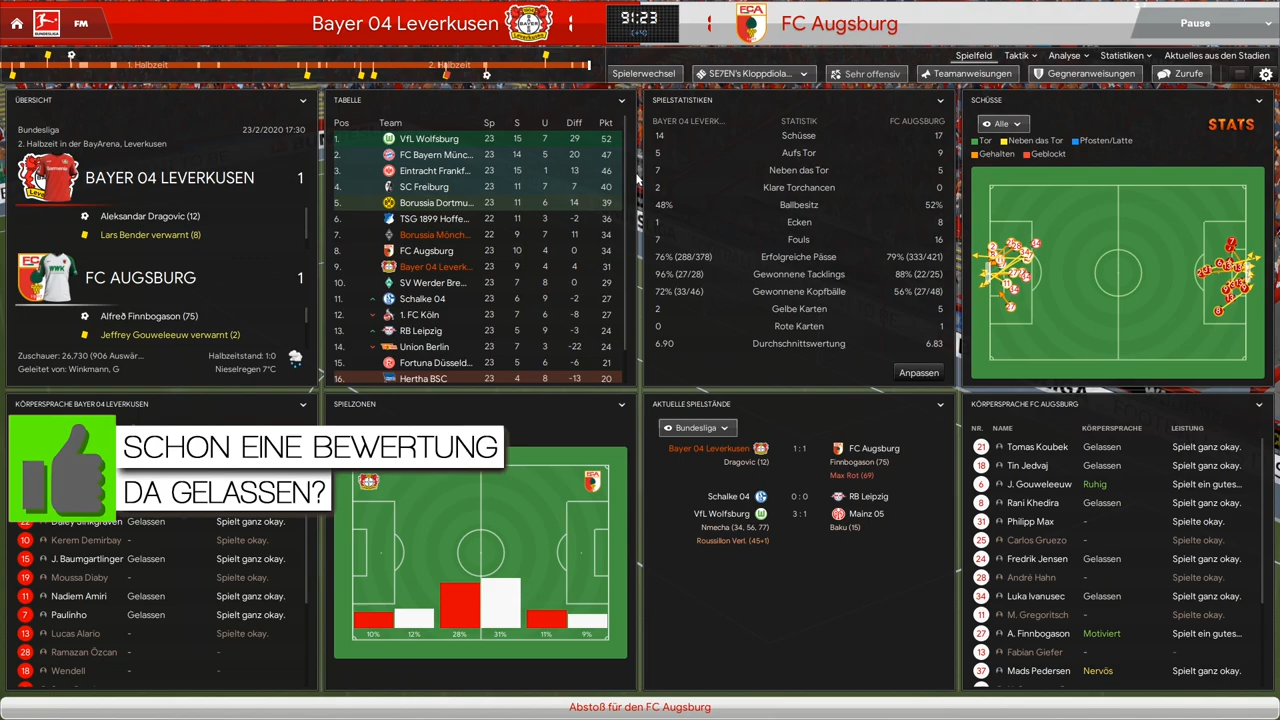 FM
Bayer 04 Leverkusen 1
91:23
(+4)
1 FC Augsburg
Pause
1. Halbzeit
2. Halbzeit
Spielfeld Taktik Analyse Statistiken Aktuelles aus den Stadien
Spielerwechsel SE7EN's Kloppdiola... Sehr offensiv Teamanweisungen Gegneranweisungen Zurufe
ÜBERSICHT
Bundesliga 23/2/2020 17:30
2. Halbzeit in der BayArena, Leverkusen
BAYER 04 LEVERKUSEN 1
Aleksandar Dragovic (12)
Lars Bender verwarnt (8)
FC AUGSBURG 1
Alfreð Finnbogason (75)
Jeffrey Gouweleeuw verwarnt (2)
Zuschauer: 26,730 (906 Auswär... Halbzeitstand: 1:0
Geleitet von: Winkmann, G Nieselregen 7°C
TABELLE
Pos Team Sp S U Diff Pkt
1. VfL Wolfsburg 23 15 7 29 52
2. FC Bayern Münc... 23 14 5 20 47
3. Eintracht Frankf... 23 15 1 13 46
4. SC Freiburg 23 11 7 7 40
5. Borussia Dortmu... 23 11 6 14 39
6. TSG 1899 Hoffe... 22 11 3 -2 36
7. Borussia Mönch... 22 9 7 11 34
8. FC Augsburg 23 10 4 0 34
9. Bayer 04 Leverk... 23 9 4 4 31
10. SV Werder Bre... 23 7 8 0 29
11. Schalke 04 23 6 9 -2 27
12. 1. FC Köln 23 7 6 -8 27
13. RB Leipzig 23 5 9 -3 24
14. Union Berlin 23 7 3 -22 24
15. Fortuna Düsseld... 23 5 6 -6 21
16. Hertha BSC 23 4 8 -13 20
SPIELSTATISTIKEN
BAYER 04 LEVERK... STATISTIK FC AUGSBURG
14 Schüsse 17
5 Aufs Tor 9
7 Neben das Tor 5
2 Klare Torchancen 0
48% Ballbesitz 52%
1 Ecken 8
7 Fouls 16
76% (288/378) Erfolgreiche Pässe 79% (333/421)
96% (27/28) Gewonnene Tacklings 88% (22/25)
72% (33/46) Gewonnene Kopfbälle 56% (27/48)
2 Gelbe Karten 5
0 Rote Karten 1
6.90 Durchschnittswertung 6.83
Anpassen
SCHÜSSE
Alle
STATS
Tor Neben das Tor Pfosten/Latte
Gehalten Geblockt
KÖRPERSPRACHE BAYER 04 LEVERKUSEN
SCHON EINE BEWERTUNG
DA GELASSEN?
10 Kerem Demirbay - Spielte okay.
15 J. Baumgartlinger Gelassen Spielt ganz okay.
19 Moussa Diaby - Spielte okay.
11 Nadiem Amiri Gelassen Spielt ganz okay.
7 Paulinho Gelassen Spielt ganz okay.
13 Lucas Alario - Spielte okay.
28 Ramazan Özcan - -
18 Wendell - -
SPIELZONEN
10% 12% 28% 31% 11% 9%
AKTUELLE SPIELSTÄNDE
Bundesliga
Bayer 04 Leverkusen 1 : 1 FC Augsburg
Dragovic (12) Finnbogason (75)
Max Rot (69)
Schalke 04 0 : 0 RB Leipzig
VfL Wolfsburg 3 : 1 Mainz 05
Nmecha (34, 56, 77) Baku (15)
Roussillon Verl. (45+1)
KÖRPERSPRACHE FC AUGSBURG
NR. NAME KÖRPERSPRACHE LEISTUNG
21 Tomas Koubek Gelassen Spielt ganz okay.
18 Tin Jedvaj Gelassen Spielt ganz okay.
6 J. Gouweleeuw Ruhig Spielt ein gutes...
8 Rani Khedira Gelassen Spielt ganz okay.
31 Philipp Max - Spielte okay.
25 Carlos Gruezo - Spielte okay.
24 Fredrik Jensen Gelassen Spielt ganz okay.
28 André Hahn - Spielte okay.
34 Luka Ivanusec Gelassen Spielt ganz okay.
11 M. Gregoritsch - Spielte okay.
27 A. Finnbogason Motiviert Spielt ein gutes...
13 Fabian Giefer - -
37 Mads Pedersen Nervös Spielt ganz okay.
Abstoß für den FC Augsburg